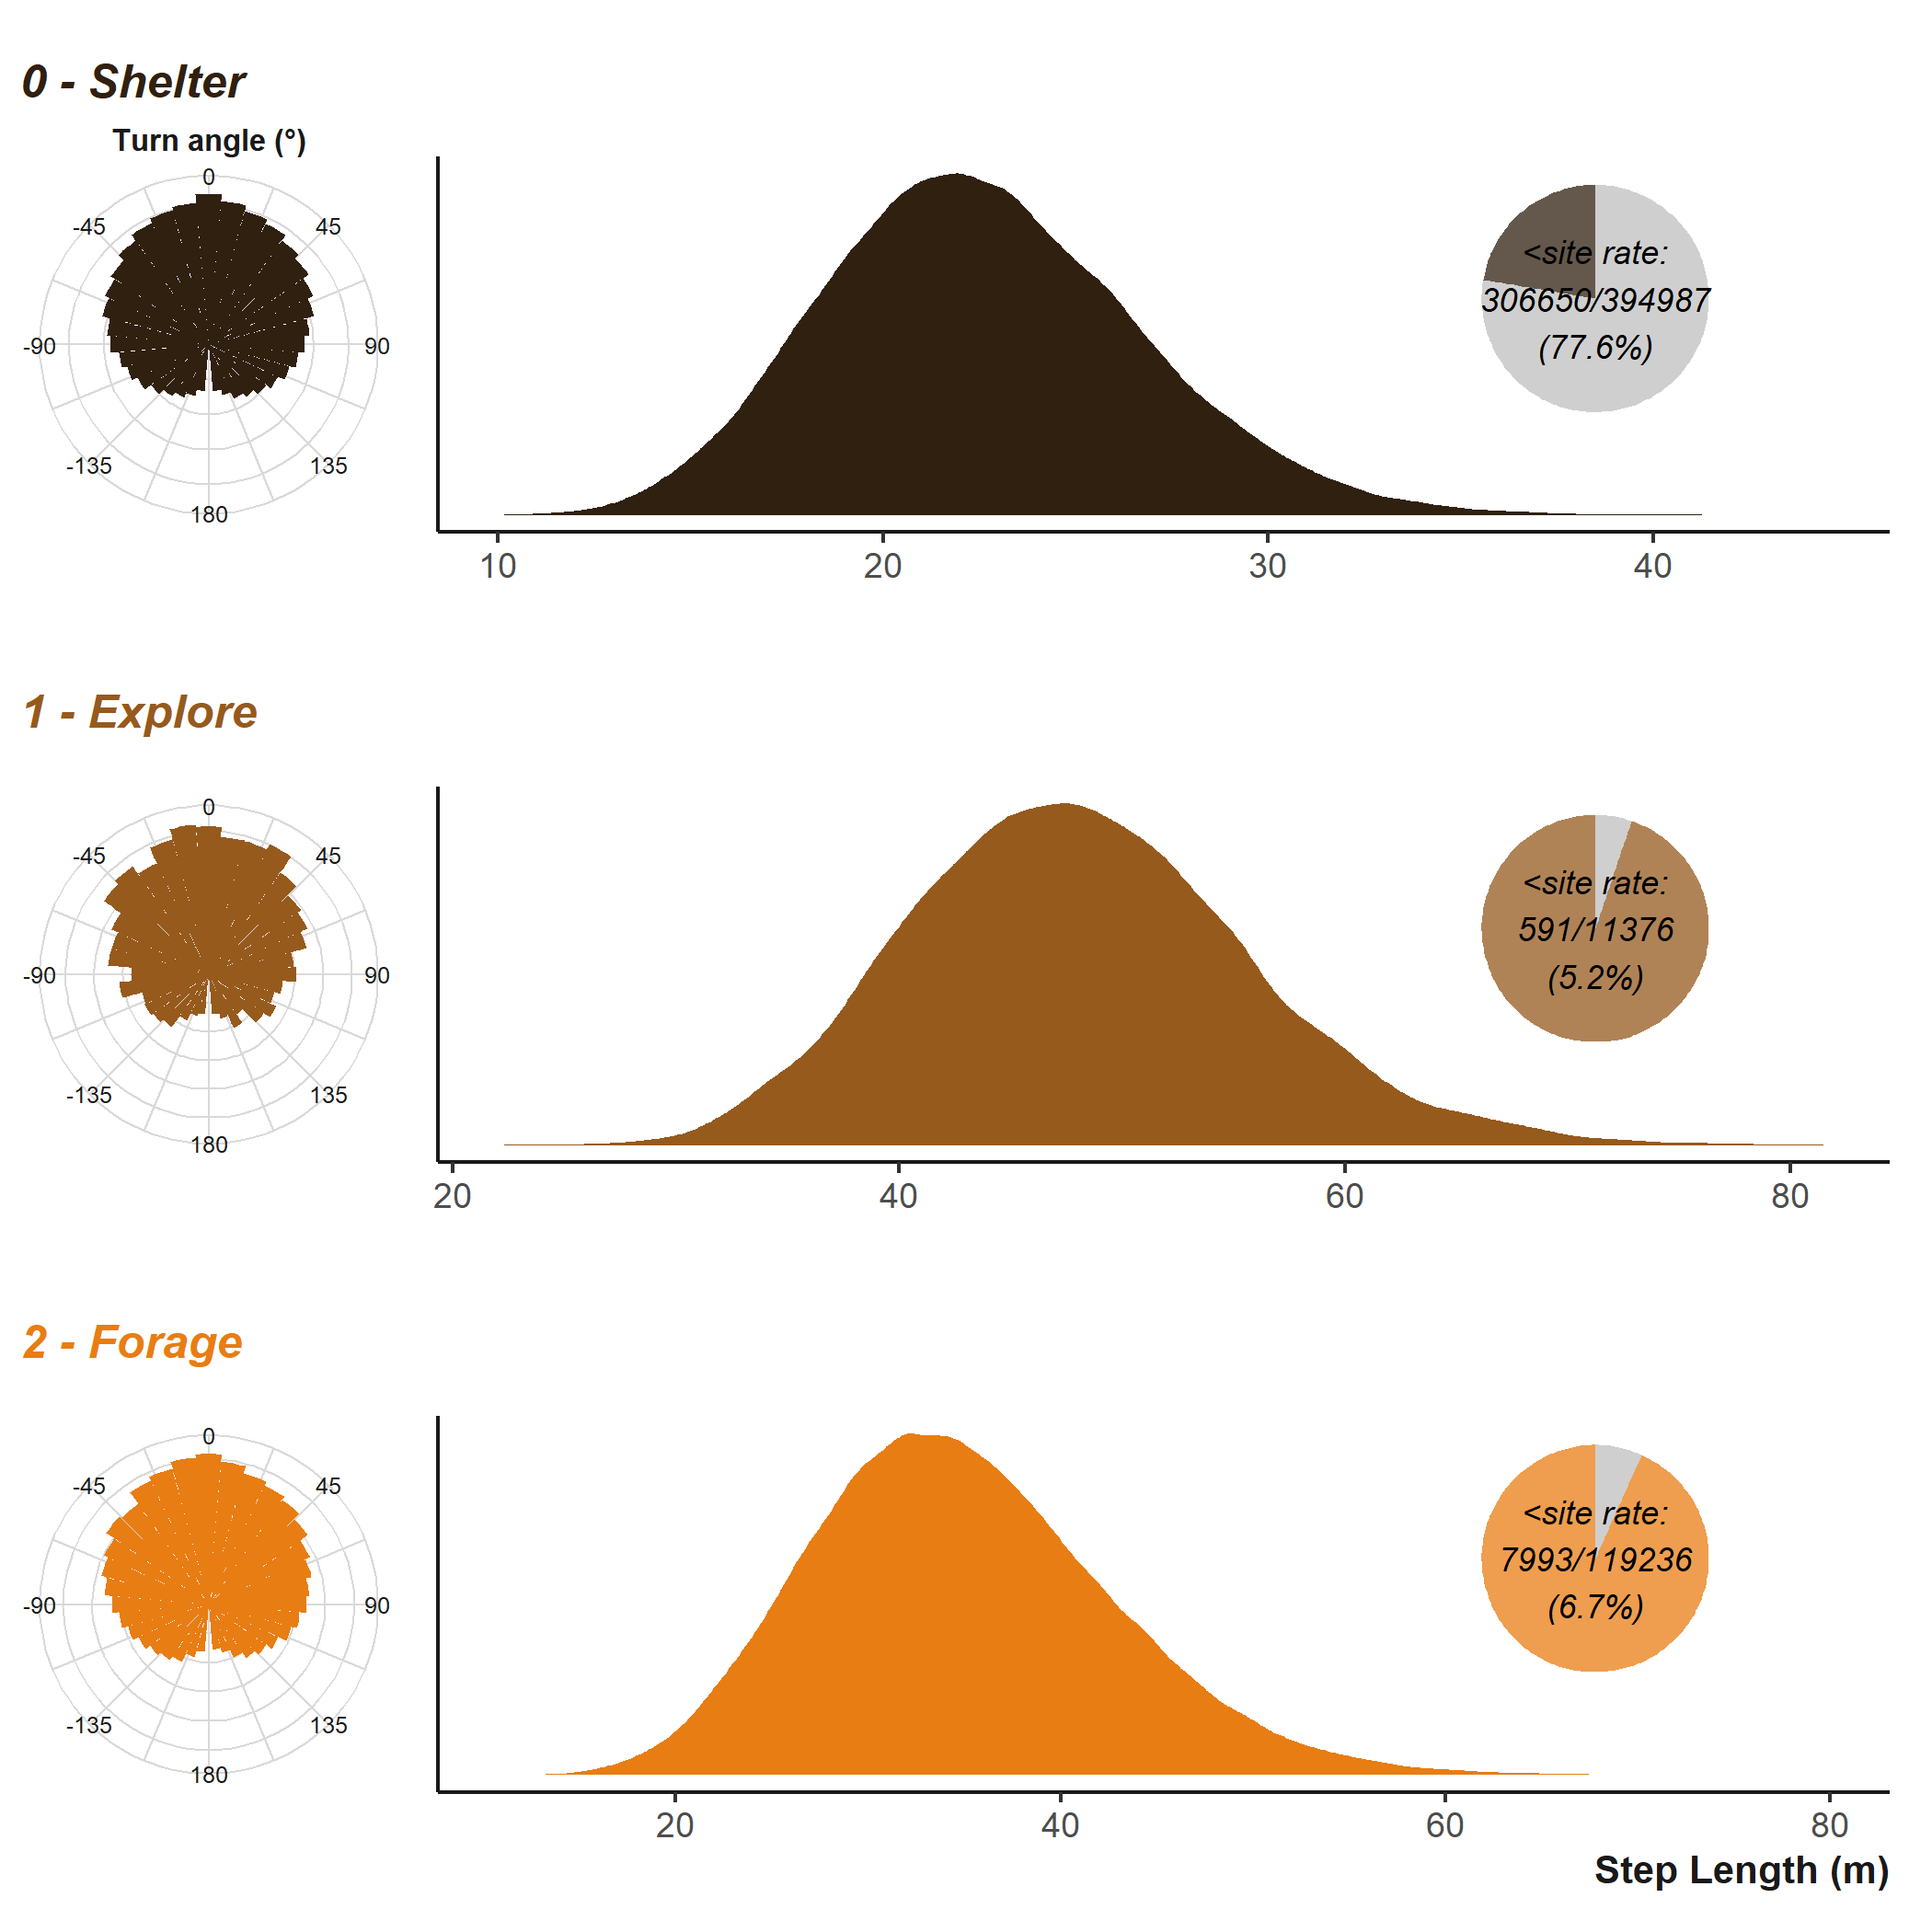 0 - Shelter
Turn angle (°)
0
-45 45
-90 90
-135 135
180
<site rate:
306650/394987
(77.6%)
10 20 30 40
1 - Explore
0
-45 45
-90 90
-135 135
180
<site rate:
591/11376
(5.2%)
20 40 60 80
2 - Forage
0
-45 45
-90 90
-135 135
180
<site rate:
7993/119236
(6.7%)
20 40 60 80
Step Length (m)